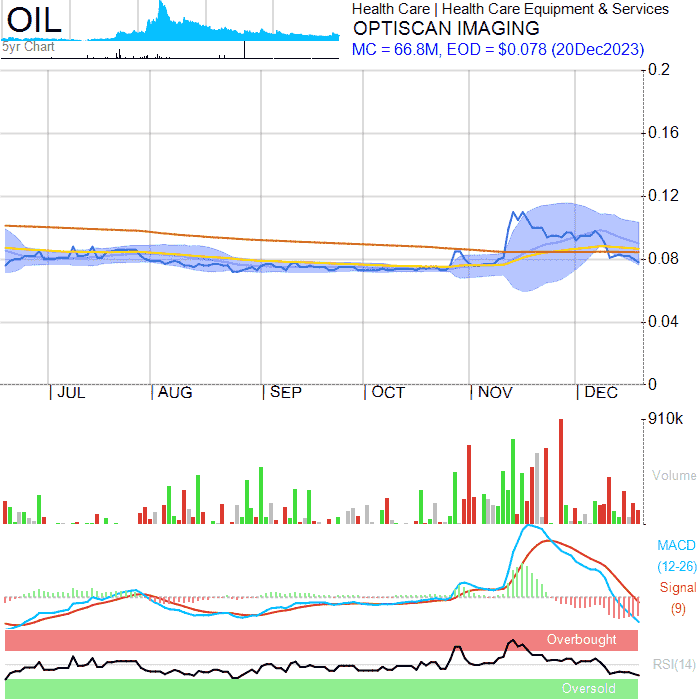 OIL
5yr Chart
Health Care | Health Care Equipment & Services
OPTISCAN IMAGING
MC = 66.8M, EOD = $0.078 (20Dec2023)
0.2
0.16
0.12
0.08
0.04
0
JUL AUG SEP OCT NOV DEC
910k
Volume
MACD
(12-26)
Signal
(9)
Overbought
RSI(14)
Oversold